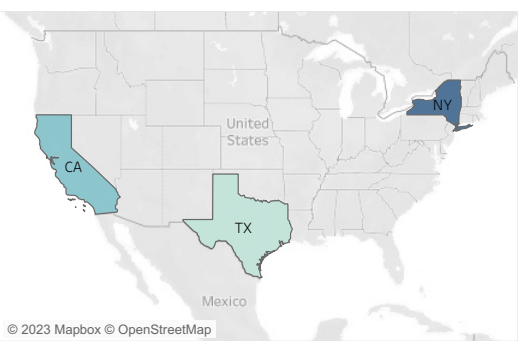 NY
United
States
CA
TX
Mexico
© 2023 Mapbox © OpenStreetMap